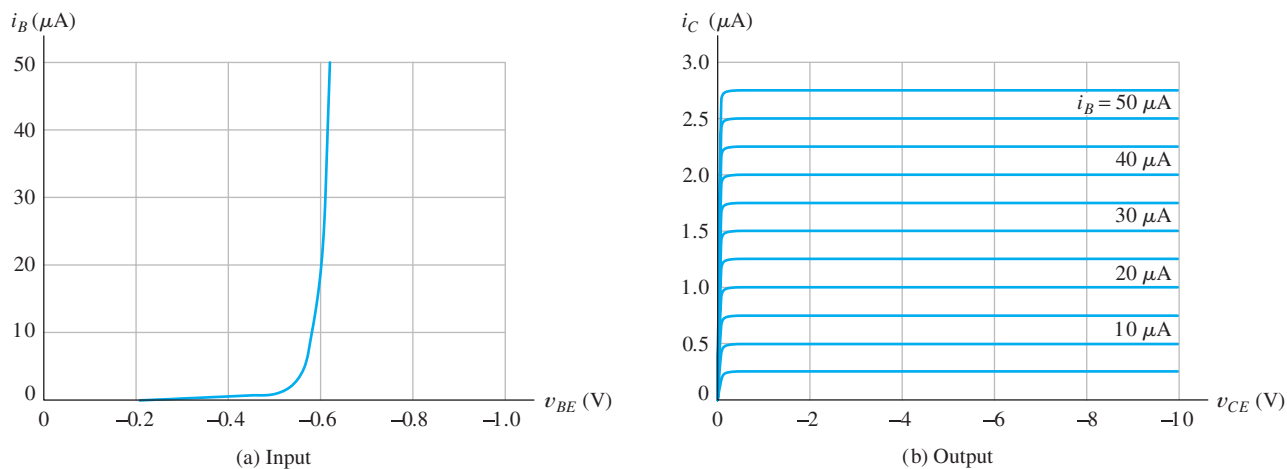 i_B (μA)
50
40
30
20
10
0
0
–0.2
–0.4
–0.6
–0.8
–1.0
v_BE (V)
(a) Input
i_C (μA)
3.0
2.5
2.0
1.5
1.0
0.5
0
i_B = 50 μA
40 μA
30 μA
20 μA
10 μA
0
–2
–4
–6
–8
–10
v_CE (V)
(b) Output